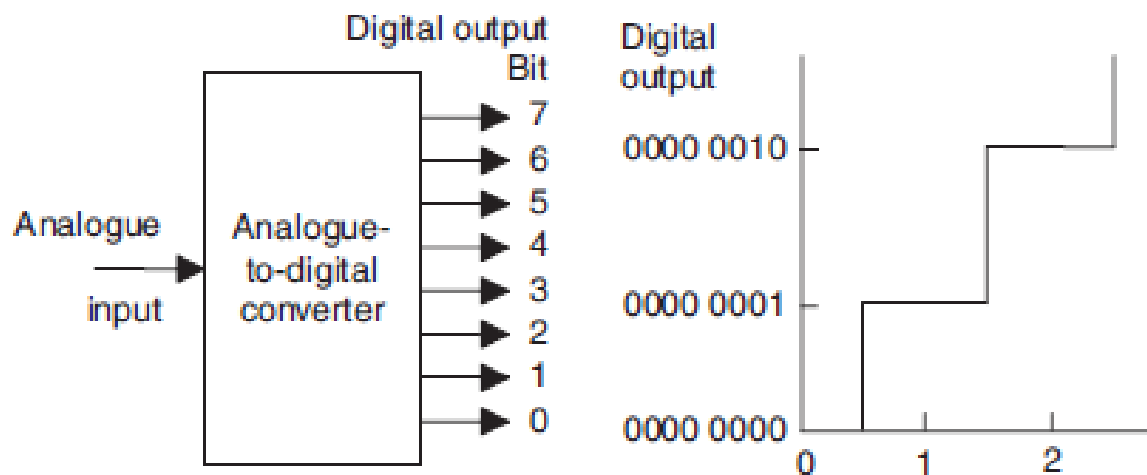 Digital output
Bit
7
6
5
4
3
2
1
0
Analogue
input
Analogue-
to-digital
converter
Digital
output
0000 0010
0000 0001
0000 0000
0 1 2